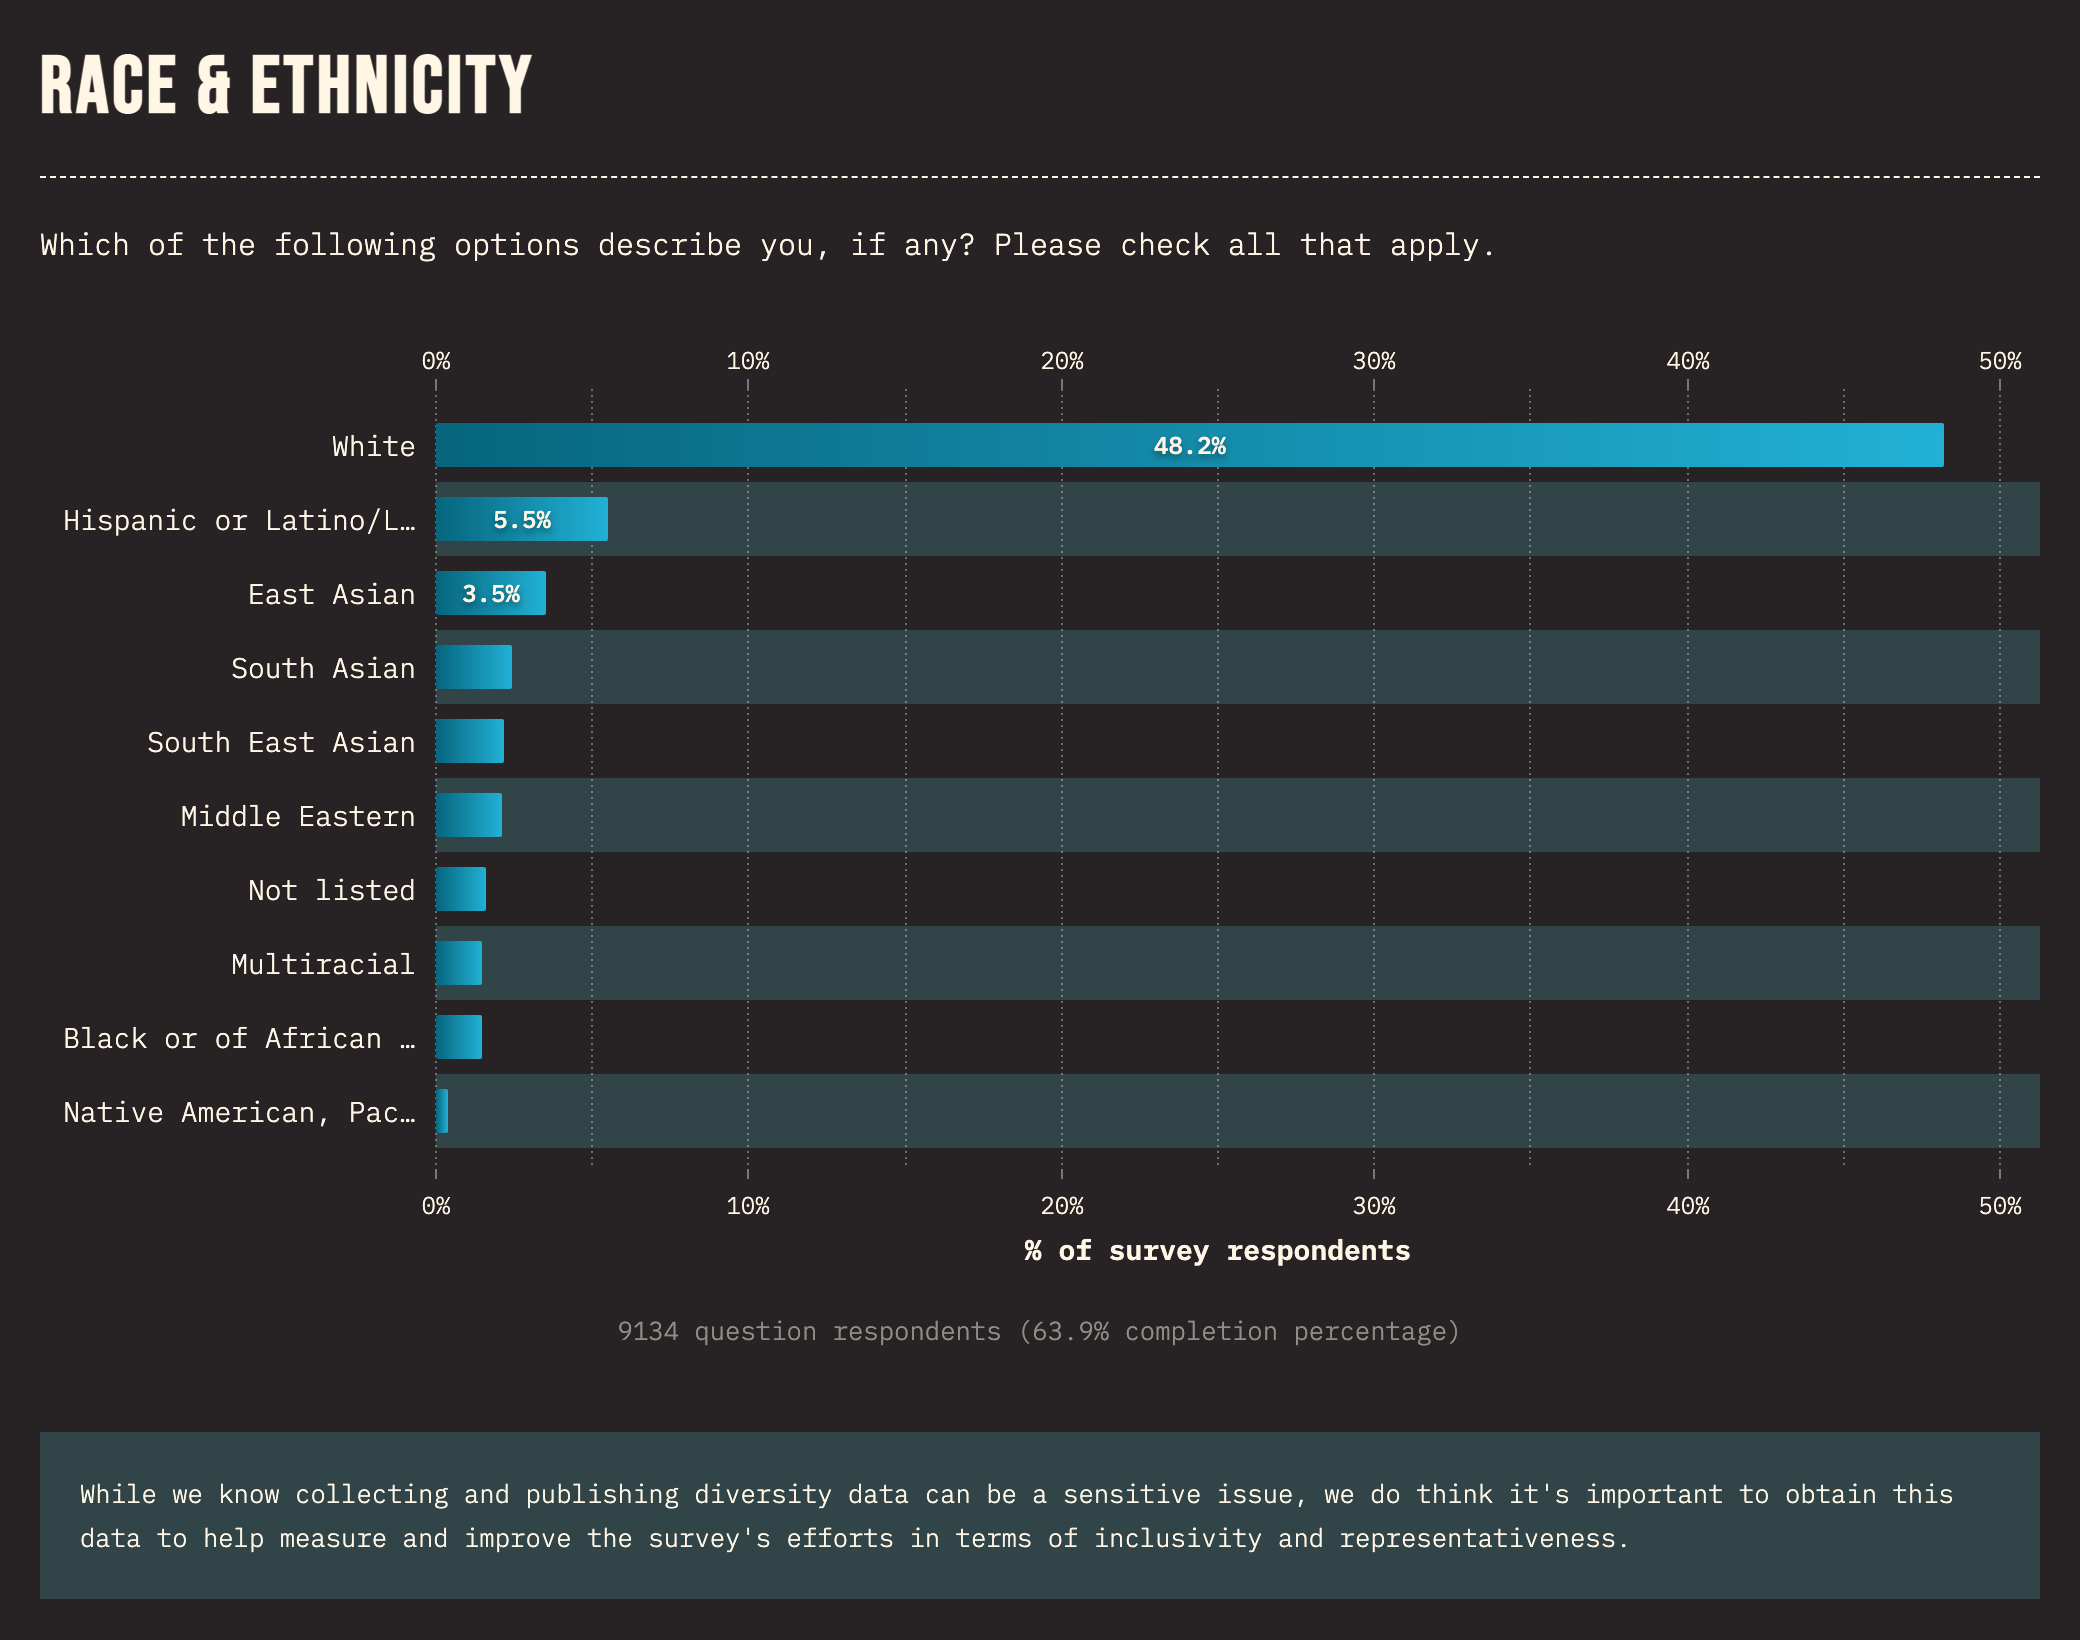 RACE & ETHNICITY
Which of the following options describe you, if any? Please check all that apply.
0% 10% 20% 30% 40% 50%
White 48.2%
Hispanic or Latino/L… 5.5%
East Asian 3.5%
South Asian
South East Asian
Middle Eastern
Not listed
Multiracial
Black or of African …
Native American, Pac…
0% 10% 20% 30% 40% 50%
% of survey respondents
9134 question respondents (63.9% completion percentage)
While we know collecting and publishing diversity data can be a sensitive issue, we do think it's important to obtain this
data to help measure and improve the survey's efforts in terms of inclusivity and representativeness.